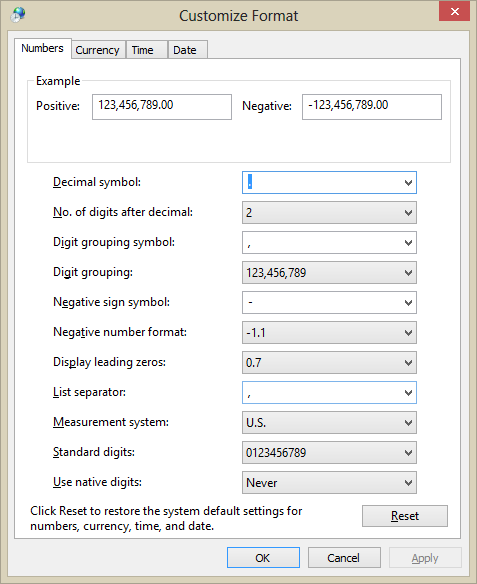 Customize Format
Numbers Currency Time Date
Example
Positive: 123,456,789.00 Negative: -123,456,789.00
Decimal symbol: .
No. of digits after decimal: 2
Digit grouping symbol: ,
Digit grouping: 123,456,789
Negative sign symbol: -
Negative number format: -1.1
Display leading zeros: 0.7
List separator: ,
Measurement system: U.S.
Standard digits: 0123456789
Use native digits: Never
Click Reset to restore the system default settings for
numbers, currency, time, and date.
Reset
OK Cancel Apply